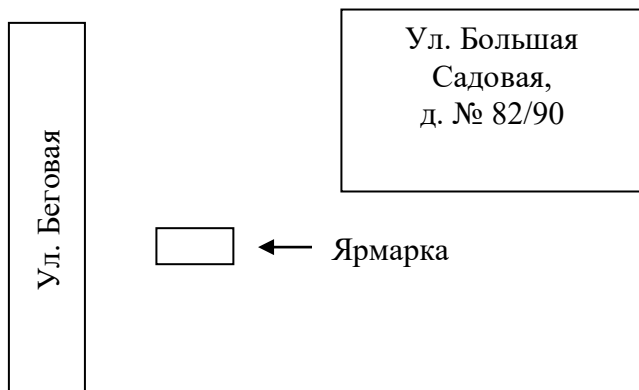 Ул. Большая
Садовая,
д. № 82/90
Ул. Беговая
Ярмарка